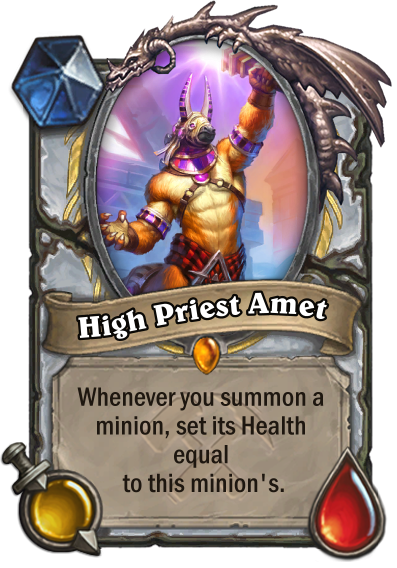 High Priest Amet
Whenever you summon a
minion, set its Health
equal
to this minion's.